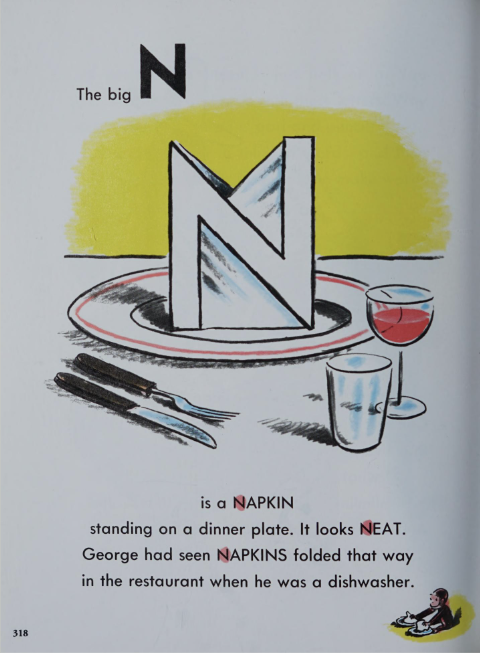 The big N
is a NAPKIN
standing on a dinner plate. It looks NEAT.
George had seen NAPKINS folded that way
in the restaurant when he was a dishwasher.
318